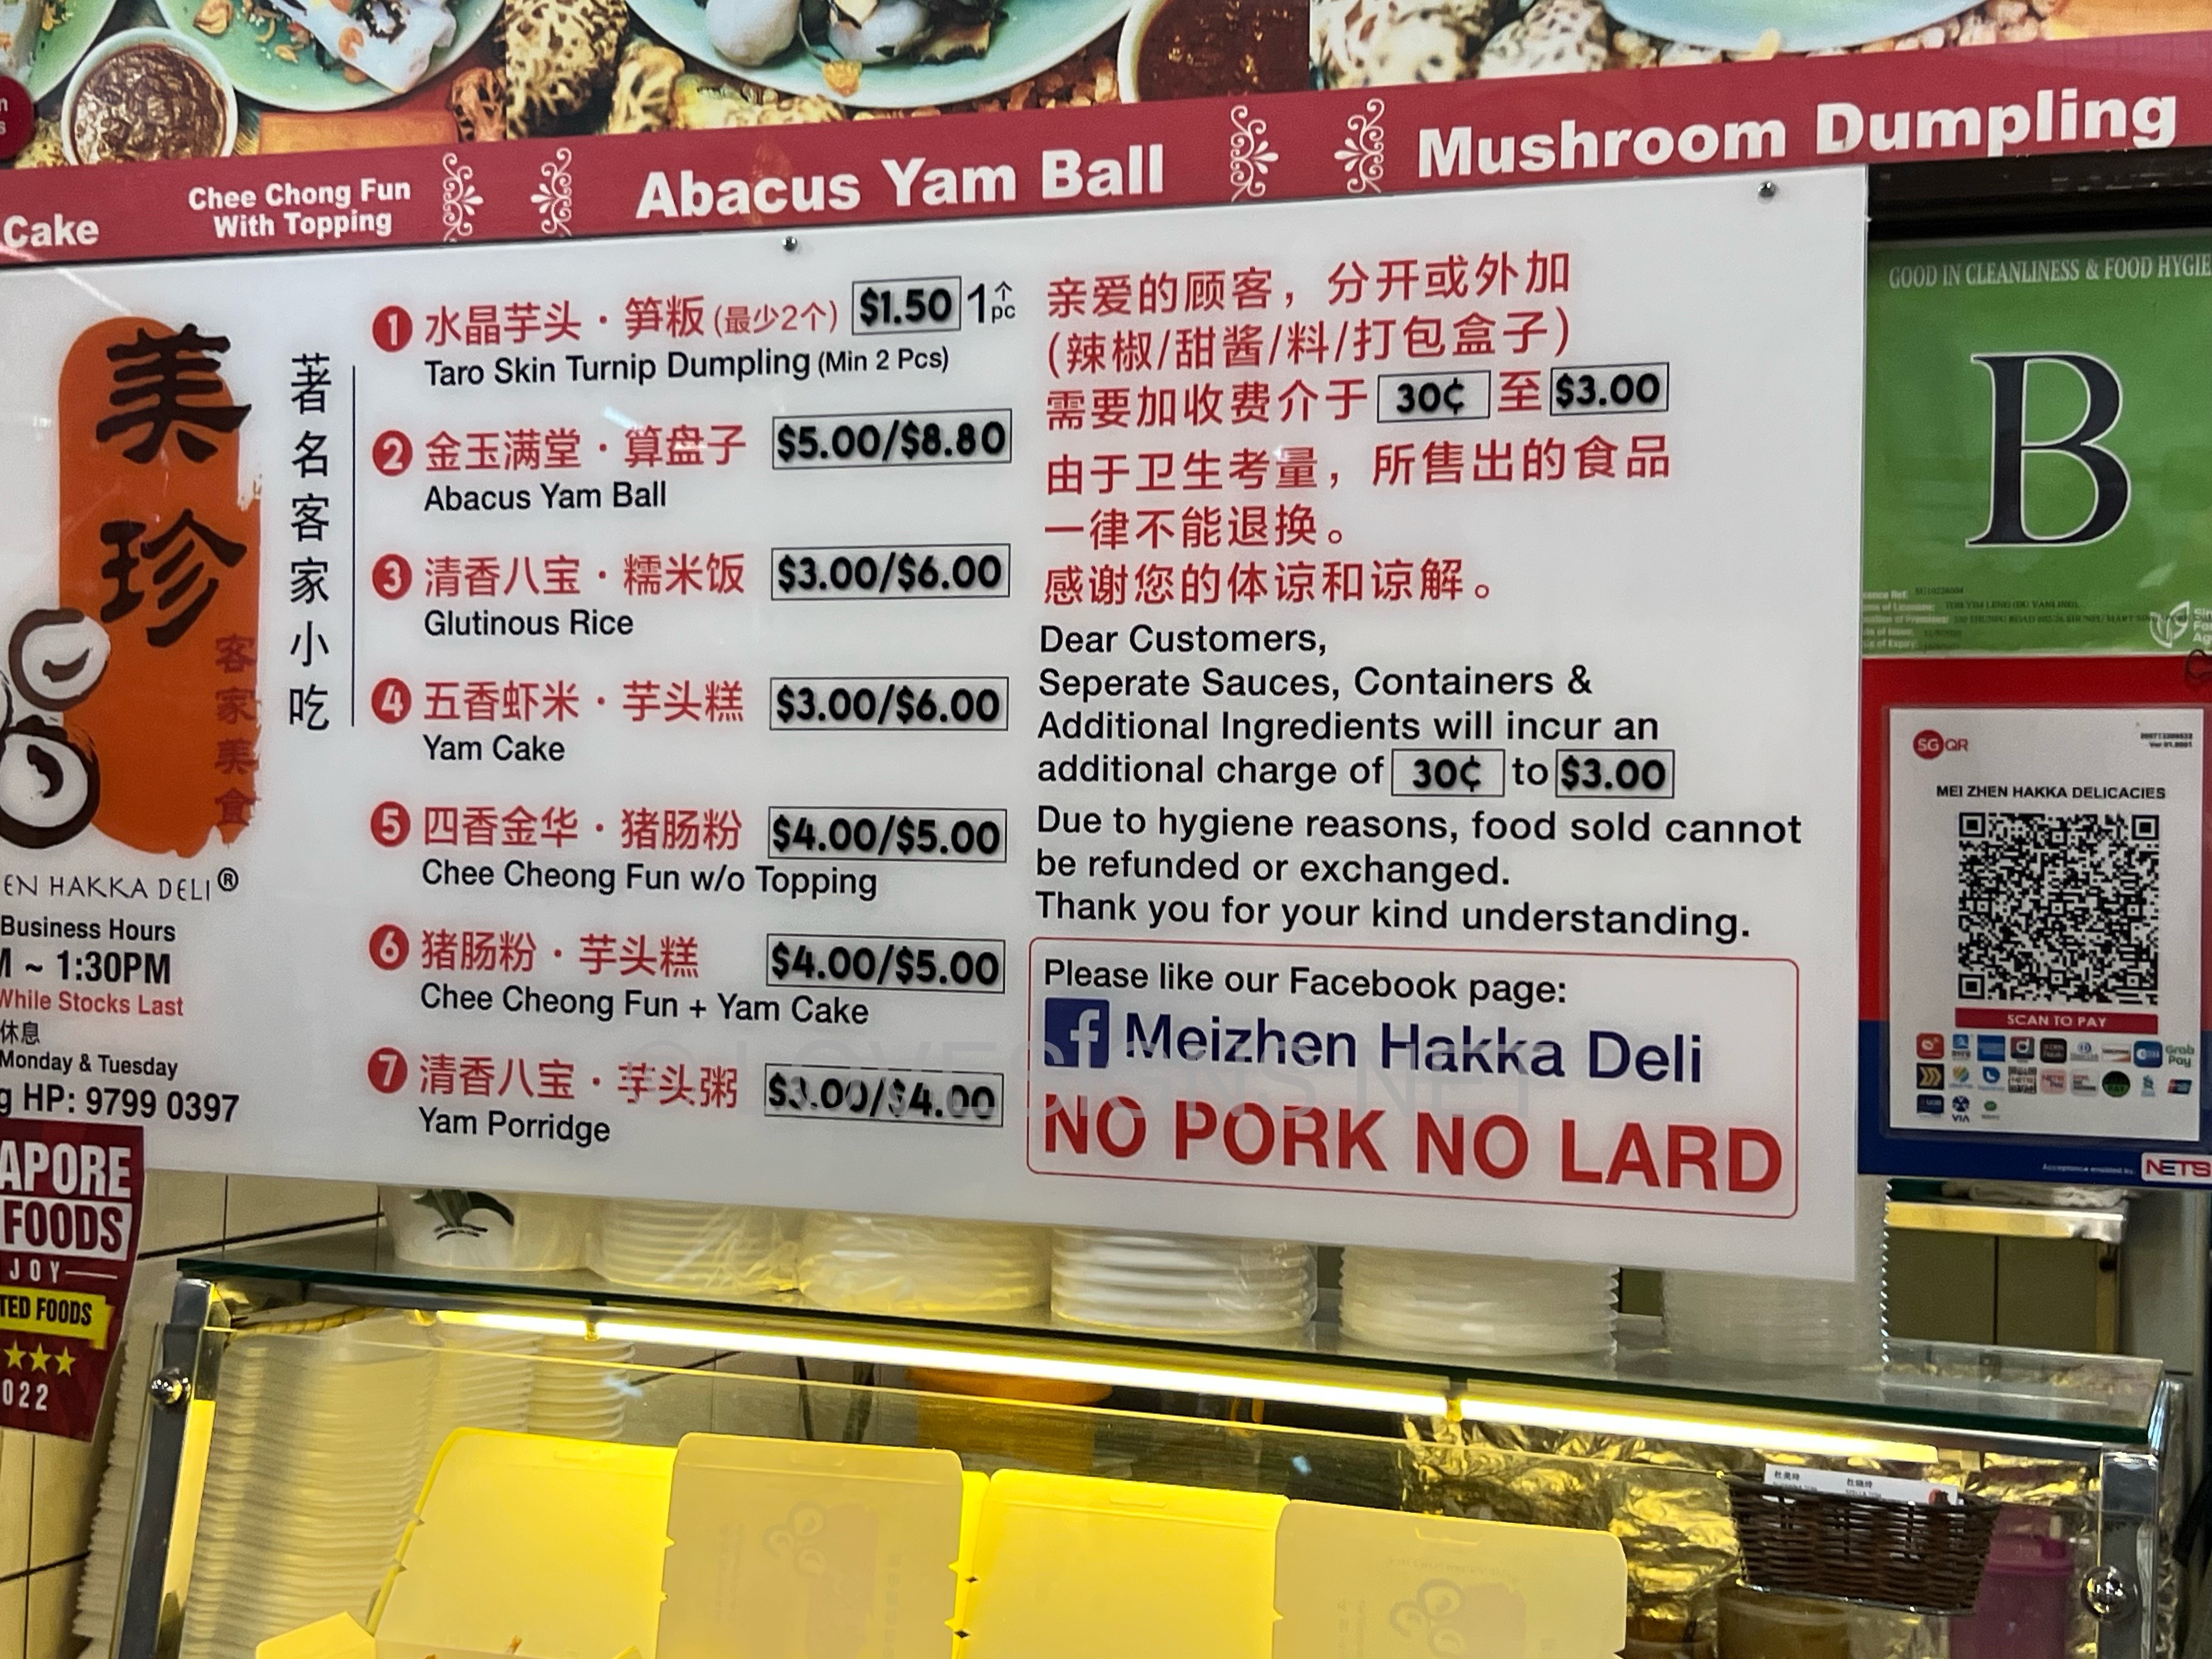 Cake
Chee Chong Fun
With Topping
Abacus Yam Ball
Mushroom Dumpling
美珍
客家美食
著名客家小吃
EN HAKKA DELI®
Business Hours
~ 1:30PM
While Stocks Last
休息
Monday & Tuesday
g HP: 9799 0397
1 水晶芋头·笋粄(最少2个) $1.50 1个pc
Taro Skin Turnip Dumpling (Min 2 Pcs)
2 金玉满堂·算盘子 $5.00/$8.80
Abacus Yam Ball
3 清香八宝·糯米饭 $3.00/$6.00
Glutinous Rice
4 五香虾米·芋头糕 $3.00/$6.00
Yam Cake
5 四香金华·猪肠粉 $4.00/$5.00
Chee Cheong Fun w/o Topping
6 猪肠粉·芋头糕 $4.00/$5.00
Chee Cheong Fun + Yam Cake
7 清香八宝·芋头粥 $3.00/$4.00
Yam Porridge
亲爱的顾客，分开或外加
(辣椒/甜酱/料/打包盒子)
需要加收费介于 30¢ 至 $3.00
由于卫生考量，所售出的食品
一律不能退换。
感谢您的体谅和谅解。
Dear Customers,
Seperate Sauces, Containers &
Additional Ingredients will incur an
additional charge of 30¢ to $3.00
Due to hygiene reasons, food sold cannot
be refunded or exchanged.
Thank you for your kind understanding.
Please like our Facebook page:
f Meizhen Hakka Deli
NO PORK NO LARD
© LOVESIGNS.NET
GOOD IN CLEANLINESS & FOOD HYGIE
B
SGQR
MEI ZHEN HAKKA DELICACIES
SCAN TO PAY
Grab
Pay
VIA
NETS
APORE
FOODS
JOY
TED FOODS
022